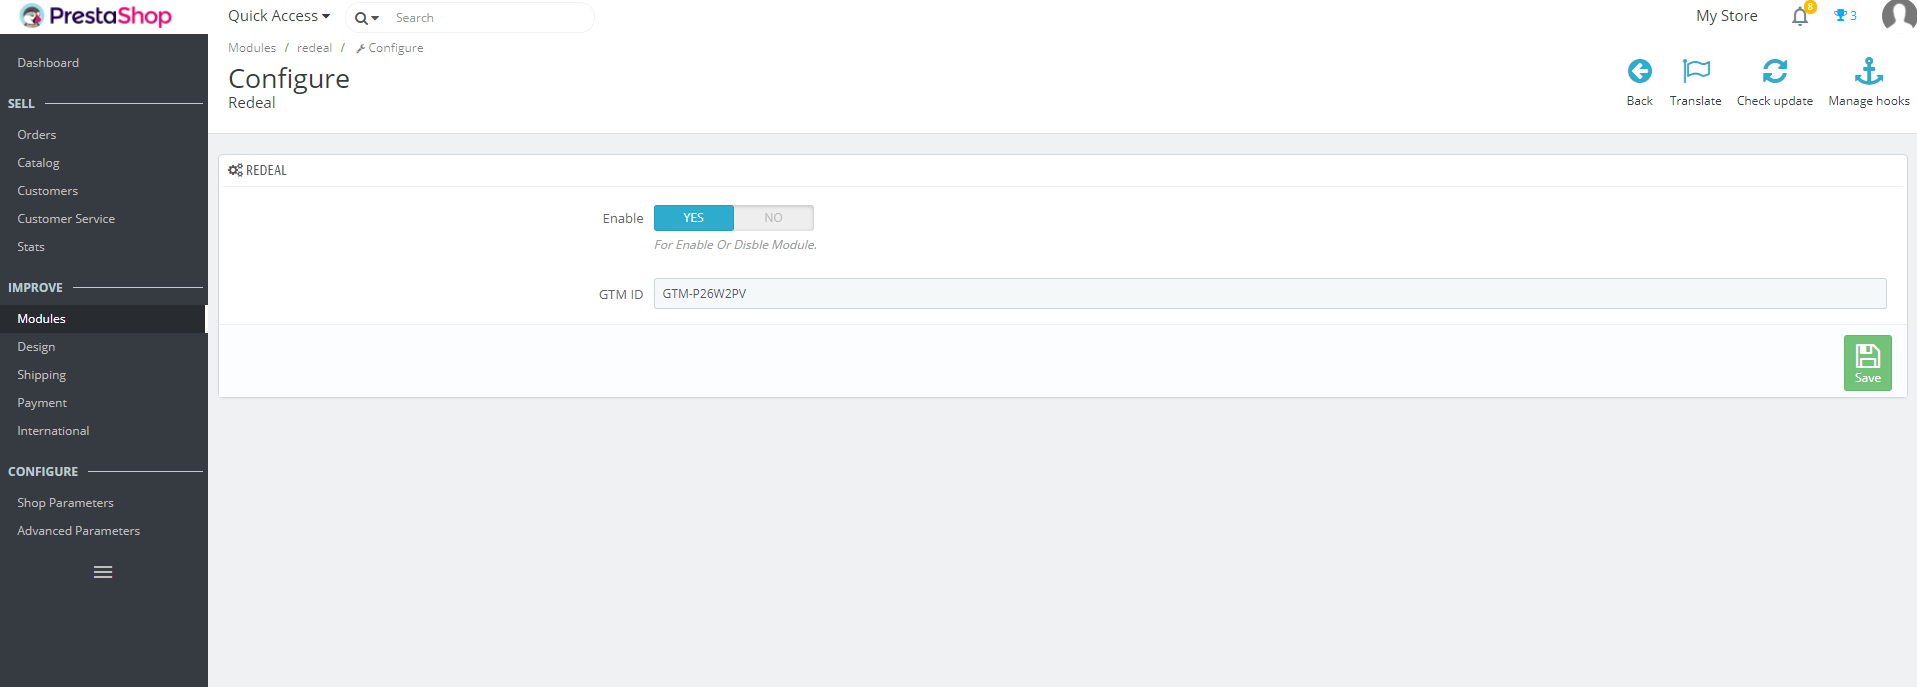 PrestaShop
Quick Access
Search
My Store
8
3
Modules / redeal / Configure
Configure
Redeal
Back
Translate
Check update
Manage hooks
Dashboard
SELL
Orders
Catalog
Customers
Customer Service
Stats
IMPROVE
Modules
Design
Shipping
Payment
International
CONFIGURE
Shop Parameters
Advanced Parameters
REDEAL
Enable YES NO
For Enable Or Disble Module.
GTM ID GTM-P26W2PV
Save